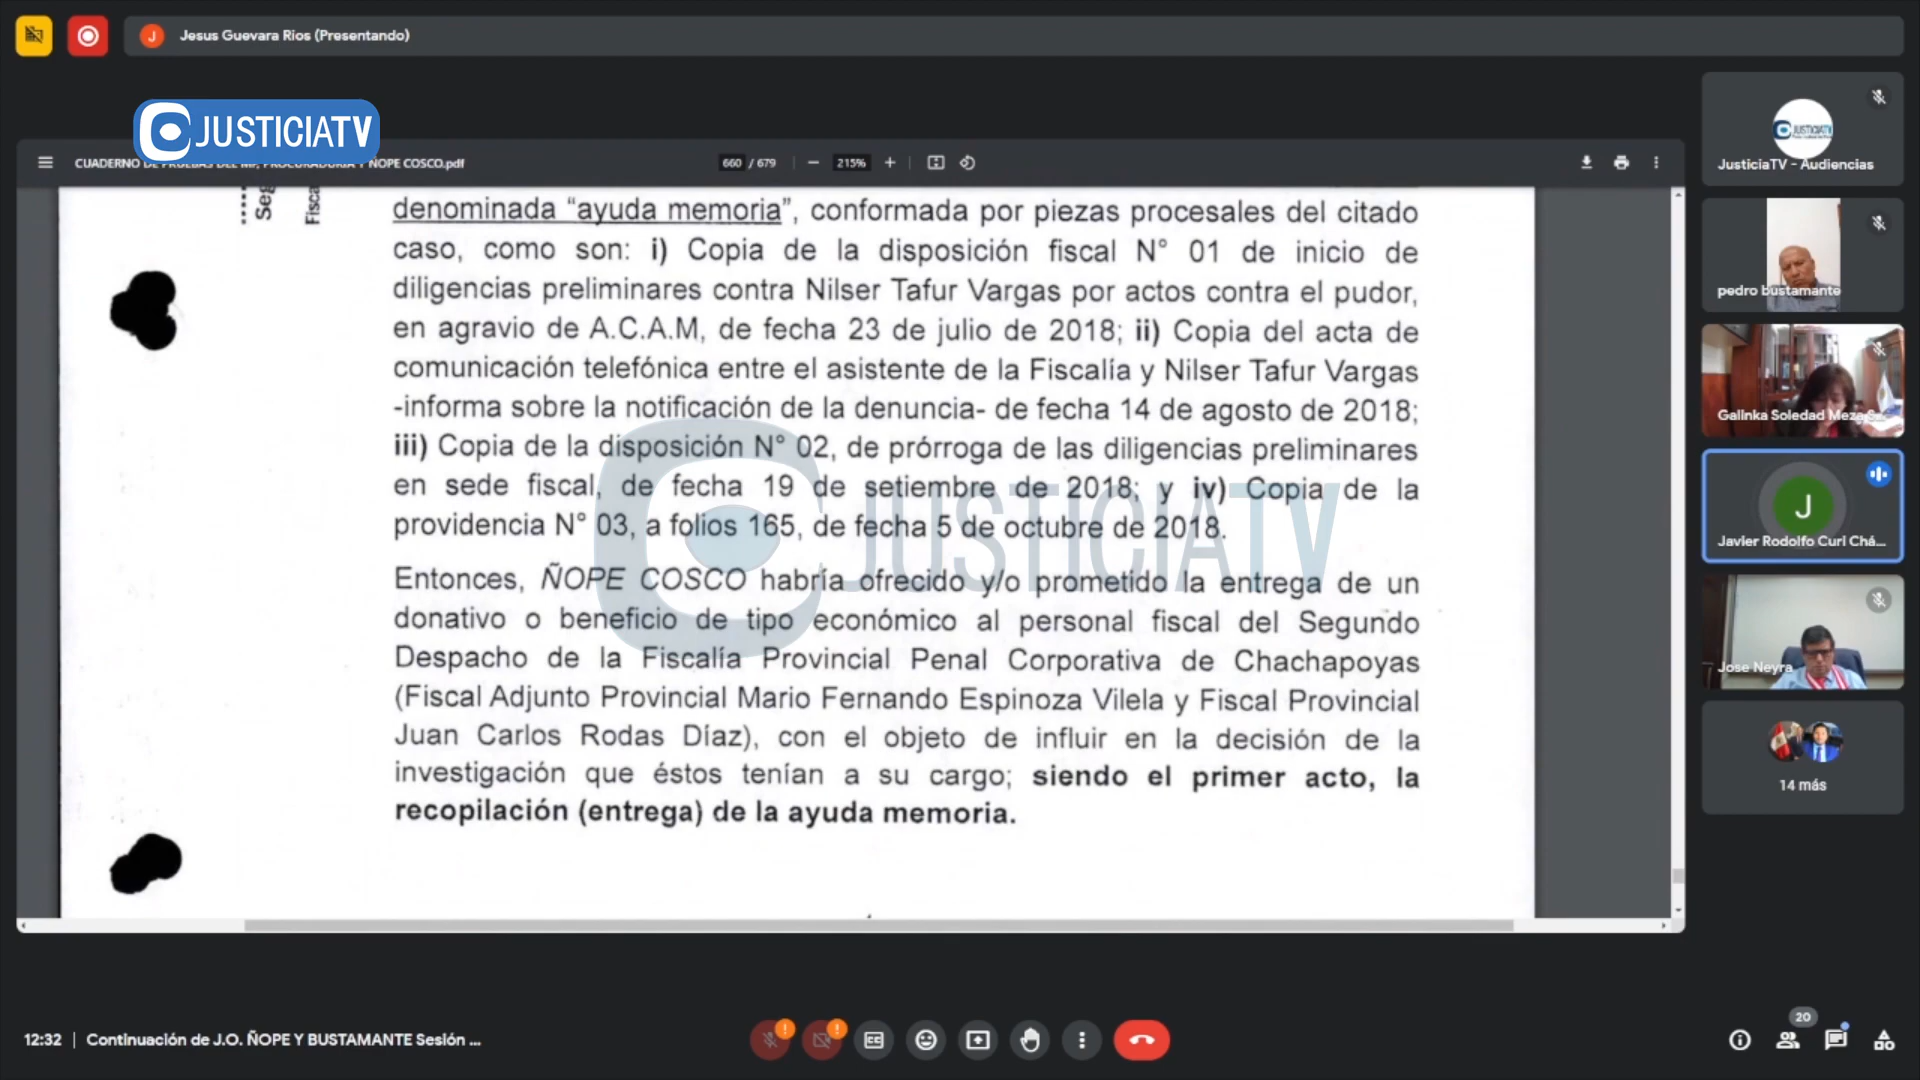 Jesus Guevara Rios (Presentando)
JUSTICIATV
CUADERNO DE PRUEBAS DEL MP, PROCURADURIA Y ÑOPE COSCO.pdf
660 / 679
215%
Seg
Fisca
denominada “ayuda memoria”, conformada por piezas procesales del citado
caso, como son: i) Copia de la disposición fiscal N° 01 de inicio de
diligencias preliminares contra Nilser Tafur Vargas por actos contra el pudor,
en agravio de A.C.A.M, de fecha 23 de julio de 2018; ii) Copia del acta de
comunicación telefónica entre el asistente de la Fiscalía y Nilser Tafur Vargas
-informa sobre la notificación de la denuncia- de fecha 14 de agosto de 2018;
iii) Copia de la disposición N° 02, de prórroga de las diligencias preliminares
en sede fiscal, de fecha 19 de setiembre de 2018; y iv) Copia de la
providencia N° 03, a folios 165, de fecha 5 de octubre de 2018.
JUSTICIATV
Entonces, ÑOPE COSCO habría ofrecido y/o prometido la entrega de un
donativo o beneficio de tipo económico al personal fiscal del Segundo
Despacho de la Fiscalía Provincial Penal Corporativa de Chachapoyas
(Fiscal Adjunto Provincial Mario Fernando Espinoza Vilela y Fiscal Provincial
Juan Carlos Rodas Díaz), con el objeto de influir en la decisión de la
investigación que éstos tenían a su cargo; siendo el primer acto, la
recopilación (entrega) de la ayuda memoria.
JUSTICIATV
JusticiaTV - Audiencias
pedro bustamante
Galinka Soledad Meza
J
Javier Rodolfo Curi Chá...
Jose Neyra
14 más
12:32
Continuación de J.O. ÑOPE Y BUSTAMANTE Sesión ...
20